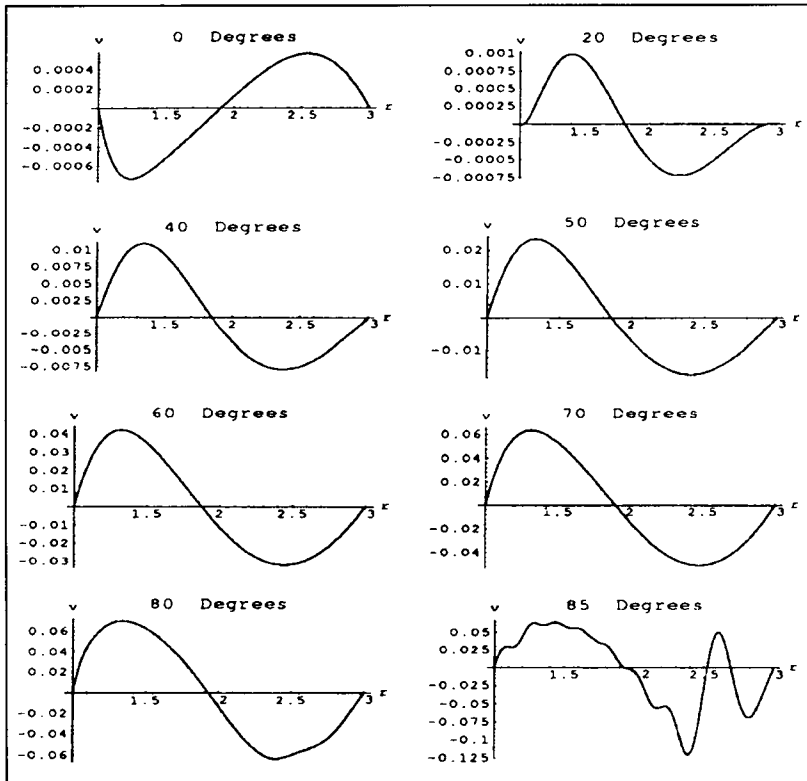 v 0 Degrees
0.0004
0.0002
1.5 2 2.5 3 r
-0.0002
-0.0004
-0.0006
v 20 Degrees
0.001
0.00075
0.0005
0.00025
1.5 2 2.5 3 r
-0.00025
-0.0005
-0.00075
v 40 Degrees
0.01
0.0075
0.005
0.0025
1.5 2 2.5 3 r
-0.0025
-0.005
-0.0075
v 50 Degrees
0.02
0.01
1.5 2 2.5 3 r
-0.01
v 60 Degrees
0.04
0.03
0.02
0.01
1.5 2 2.5 3 r
-0.01
-0.02
-0.03
v 70 Degrees
0.06
0.04
0.02
1.5 2 2.5 3 r
-0.02
-0.04
v 80 Degrees
0.06
0.04
0.02
1.5 2 2.5 3 r
-0.02
-0.04
-0.06
v 85 Degrees
0.05
0.025
1.5 2 2.5 3 r
-0.025
-0.05
-0.075
-0.1
-0.125